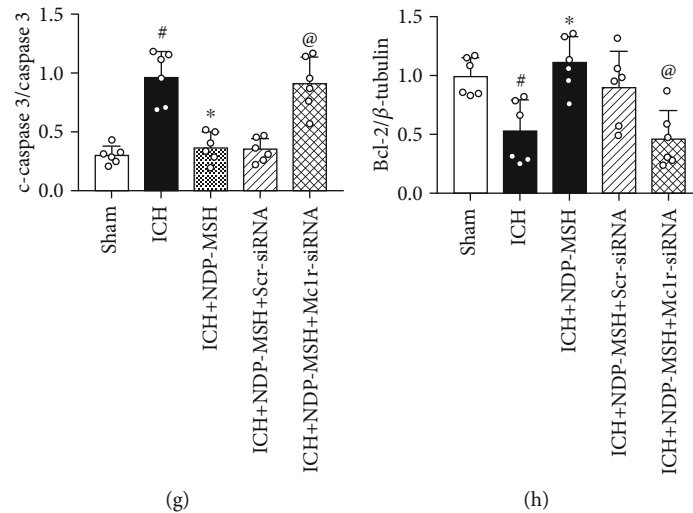 c-caspase 3/caspase 3
1.5
1.0
0.5
0.0
#
*
@
Sham
ICH
ICH+NDP-MSH
ICH+NDP-MSH+Scr-siRNA
ICH+NDP-MSH+Mc1r-siRNA
(g)
Bcl-2/β-tubulin
1.5
1.0
0.5
0.0
#
*
@
Sham
ICH
ICH+NDP-MSH
ICH+NDP-MSH+Scr-siRNA
ICH+NDP-MSH+Mc1r-siRNA
(h)